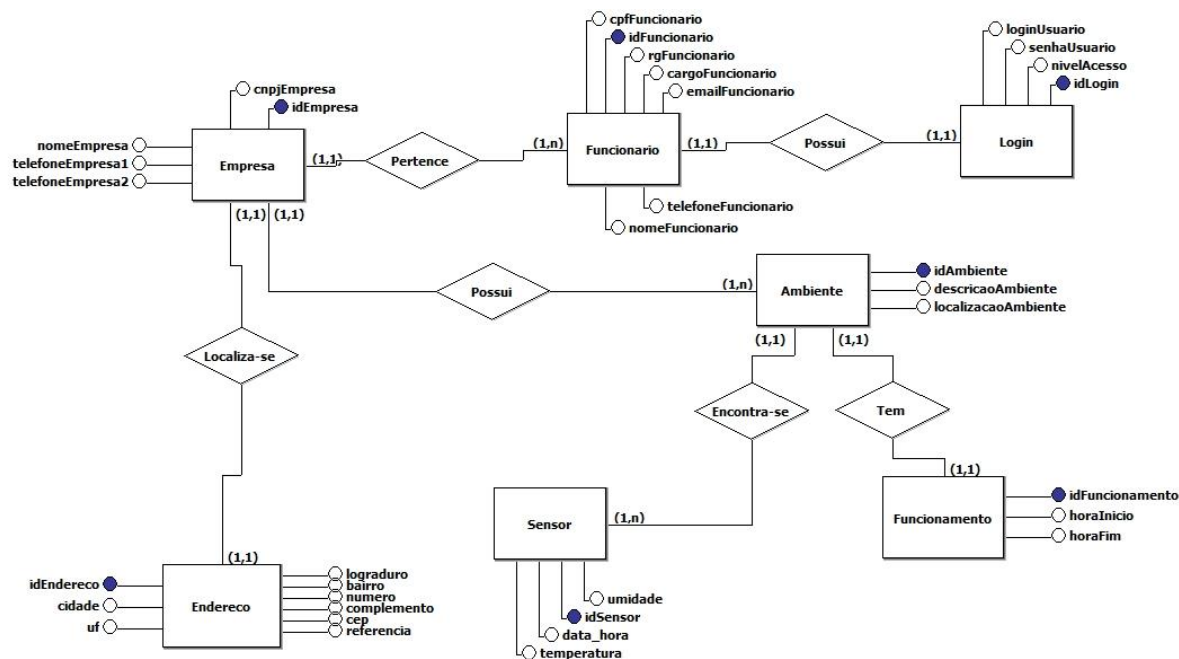 cpfFuncionario
idFuncionario
rgFuncionario
cargoFuncionario
emailFuncionario
loginUsuario
senhaUsuario
nivelAcesso
idLogin
cnpjEmpresa
idEmpresa
nomeEmpresa
telefoneEmpresa1
telefoneEmpresa2
Empresa
(1,1)
Pertence
(1,n)
Funcionario
(1,1)
Possui
(1,1)
Login
telefoneFuncionario
nomeFuncionario
(1,1)
(1,1)
Possui
(1,n)
Ambiente
idAmbiente
descricaoAmbiente
localizacaoAmbiente
(1,1)
(1,1)
Localiza-se
Encontra-se
Tem
(1,1)
Funcionamento
idFuncionamento
horaInicio
horaFim
Sensor
(1,n)
umidade
idSensor
data_hora
temperatura
(1,1)
Endereco
idEndereco
cidade
uf
lograduro
bairro
numero
complemento
cep
referencia